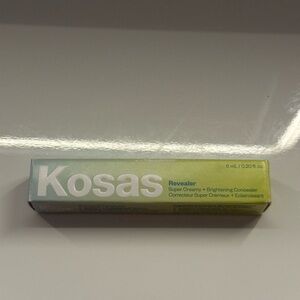 Kosas
6 mL / 0.20 fl oz
Revealer
Super Creamy + Brightening Concealer
Correcteur Super Crémeux + Éclaircissant